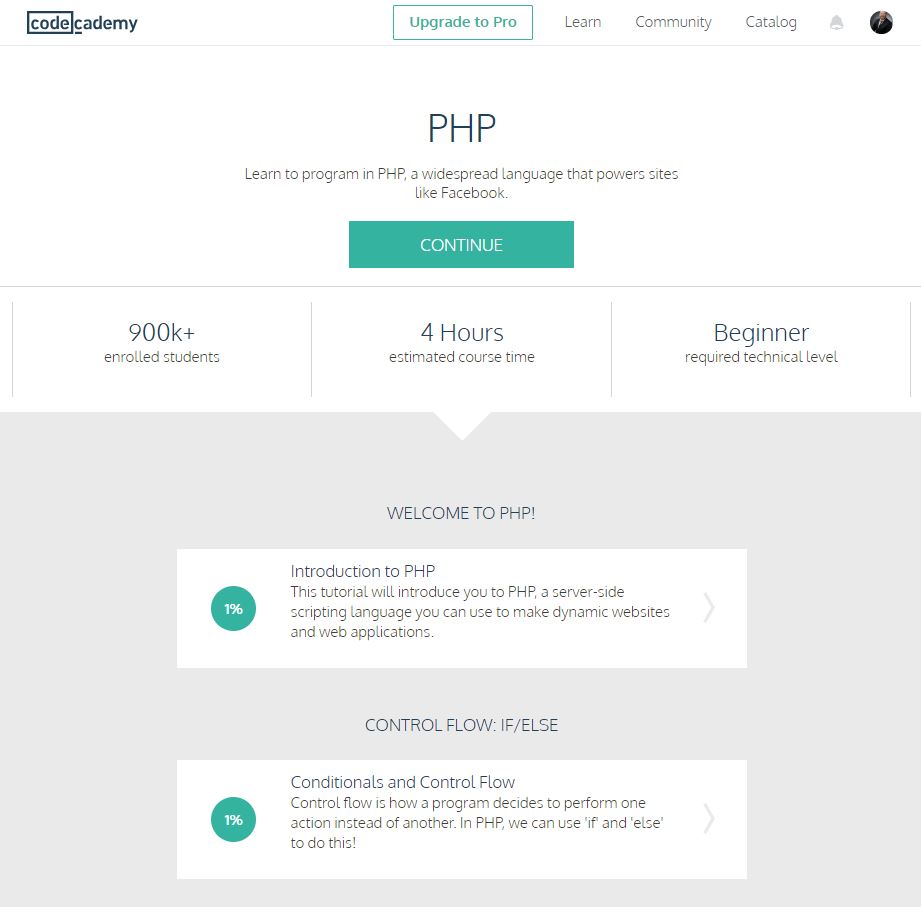 codecademy
Upgrade to Pro
Learn
Community
Catalog
PHP
Learn to program in PHP, a widespread language that powers sites
like Facebook.
CONTINUE
900k+
enrolled students
4 Hours
estimated course time
Beginner
required technical level
WELCOME TO PHP!
1%
Introduction to PHP
This tutorial will introduce you to PHP, a server-side
scripting language you can use to make dynamic websites
and web applications.
CONTROL FLOW: IF/ELSE
1%
Conditionals and Control Flow
Control flow is how a program decides to perform one
action instead of another. In PHP, we can use 'if' and 'else'
to do this!